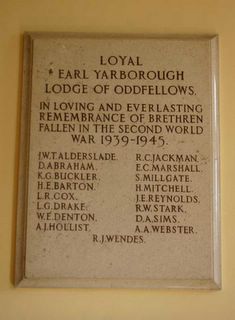 LOYAL
EARL YARBOROUGH
LODGE OF ODDFELLOWS.
IN LOVING AND EVERLASTING
REMEMBRANCE OF BRETHREN
FALLEN IN THE SECOND WORLD
WAR 1939-1945.
W.T. ALDERSLADE. R.C. JACKMAN.
D. ABRAHAM. E.C. MARSHALL.
K.G. BUCKLER. S. MILLGATE.
H.E. BARTON. H. MITCHELL.
L.R. COX. J.E. REYNOLDS.
L.G. DRAKE. R.W. STARK.
W.E. DENTON. D.A. SIMS.
A.J. HOLLIST. A.A. WEBSTER.
R.J. WENDES.